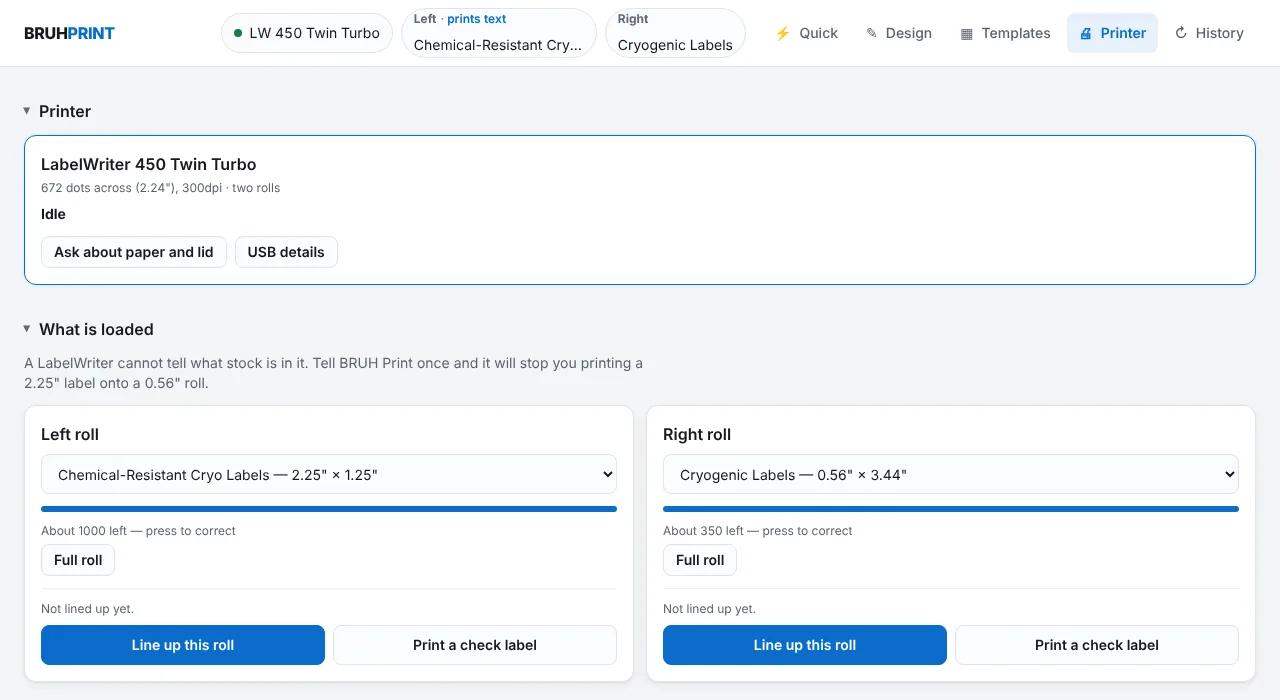 BRUHPRINT
LW 450 Twin Turbo
Left · prints text
Chemical-Resistant Cry...
Right
Cryogenic Labels
Quick
Design
Templates
Printer
History
Printer
LabelWriter 450 Twin Turbo
672 dots across (2.24"), 300dpi · two rolls
Idle
Ask about paper and lid
USB details
What is loaded
A LabelWriter cannot tell what stock is in it. Tell BRUH Print once and it will stop you printing a
2.25" label onto a 0.56" roll.
Left roll
Chemical-Resistant Cryo Labels — 2.25" × 1.25"
About 1000 left — press to correct
Full roll
Not lined up yet.
Line up this roll
Print a check label
Right roll
Cryogenic Labels — 0.56" × 3.44"
About 350 left — press to correct
Full roll
Not lined up yet.
Line up this roll
Print a check label